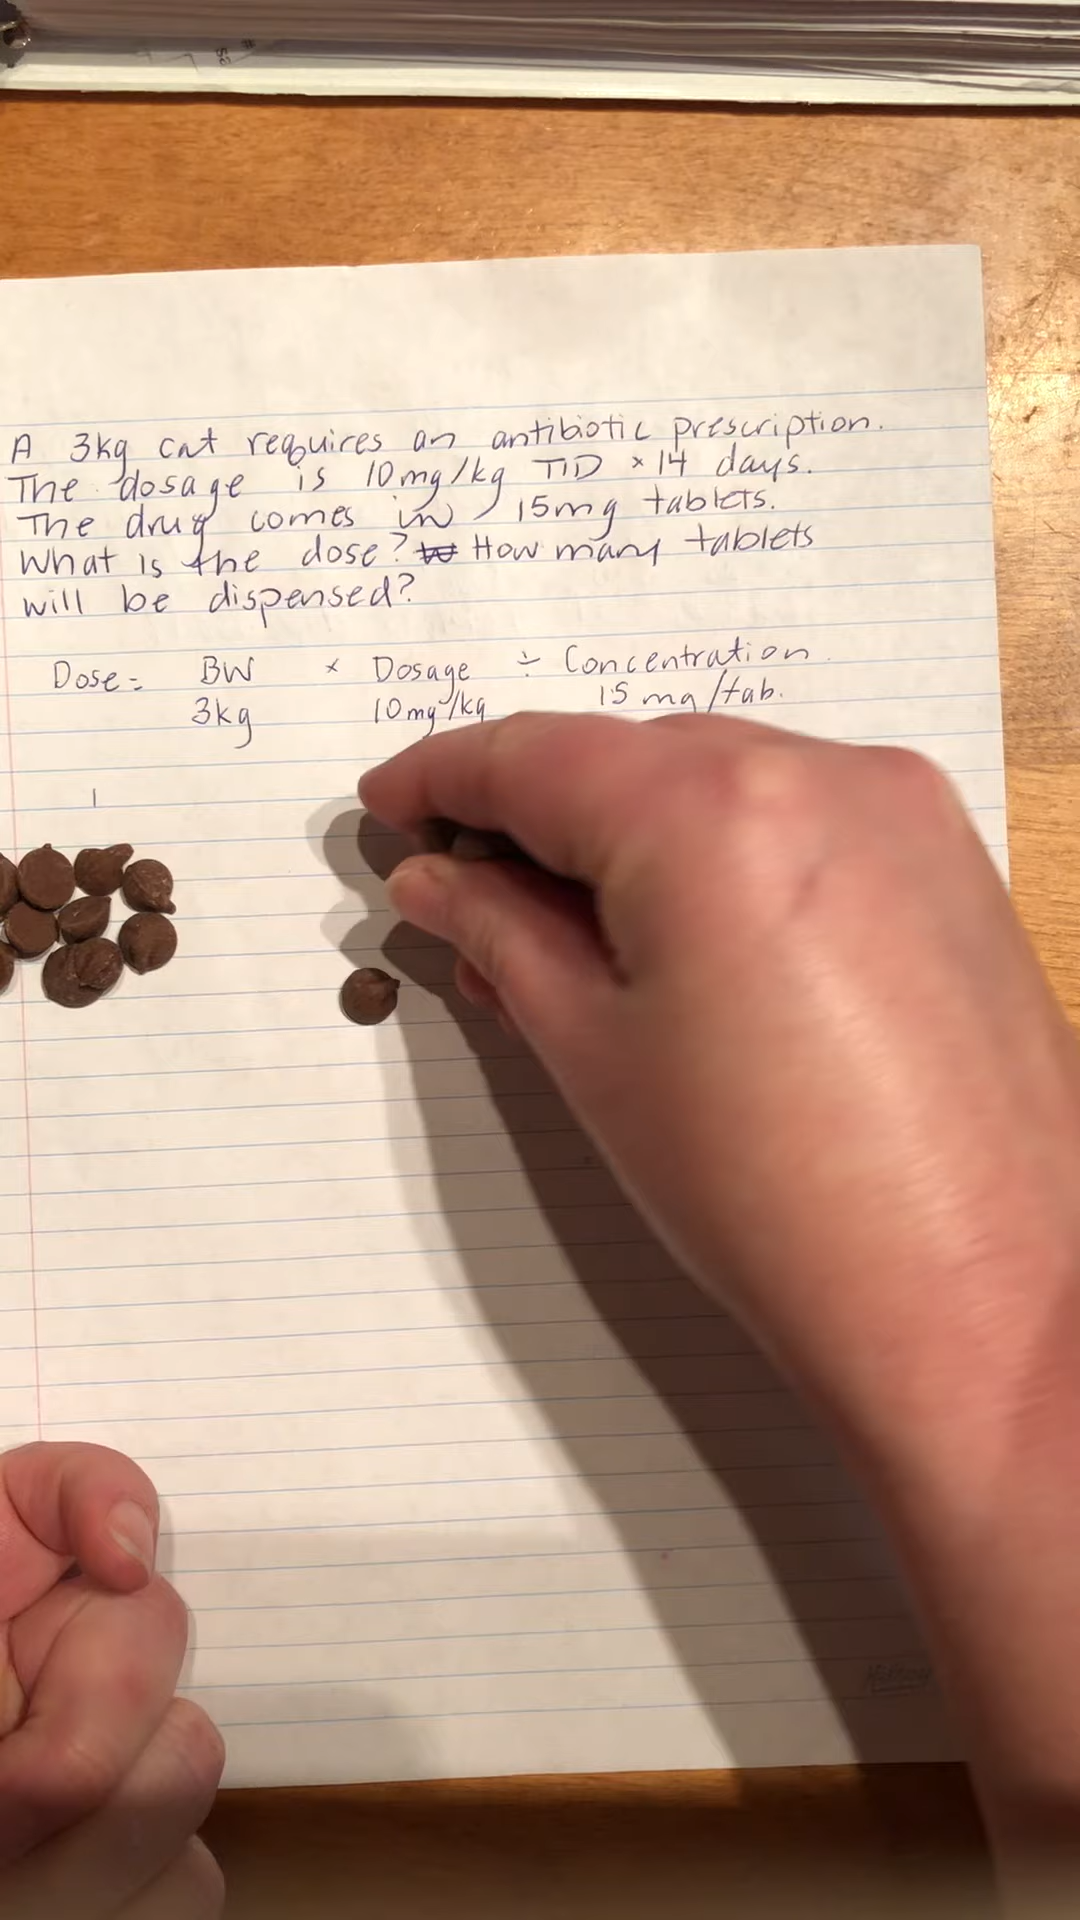 A 3kg cat requires an antibiotic prescription.
The dosage is 10mg/kg TID × 14 days.
The drug comes in 15mg tablets.
What is the dose? How many tablets
will be dispensed?
Dose = BW × Dosage ÷ Concentration
3kg 10mg/kg 15 mg/tab.
1